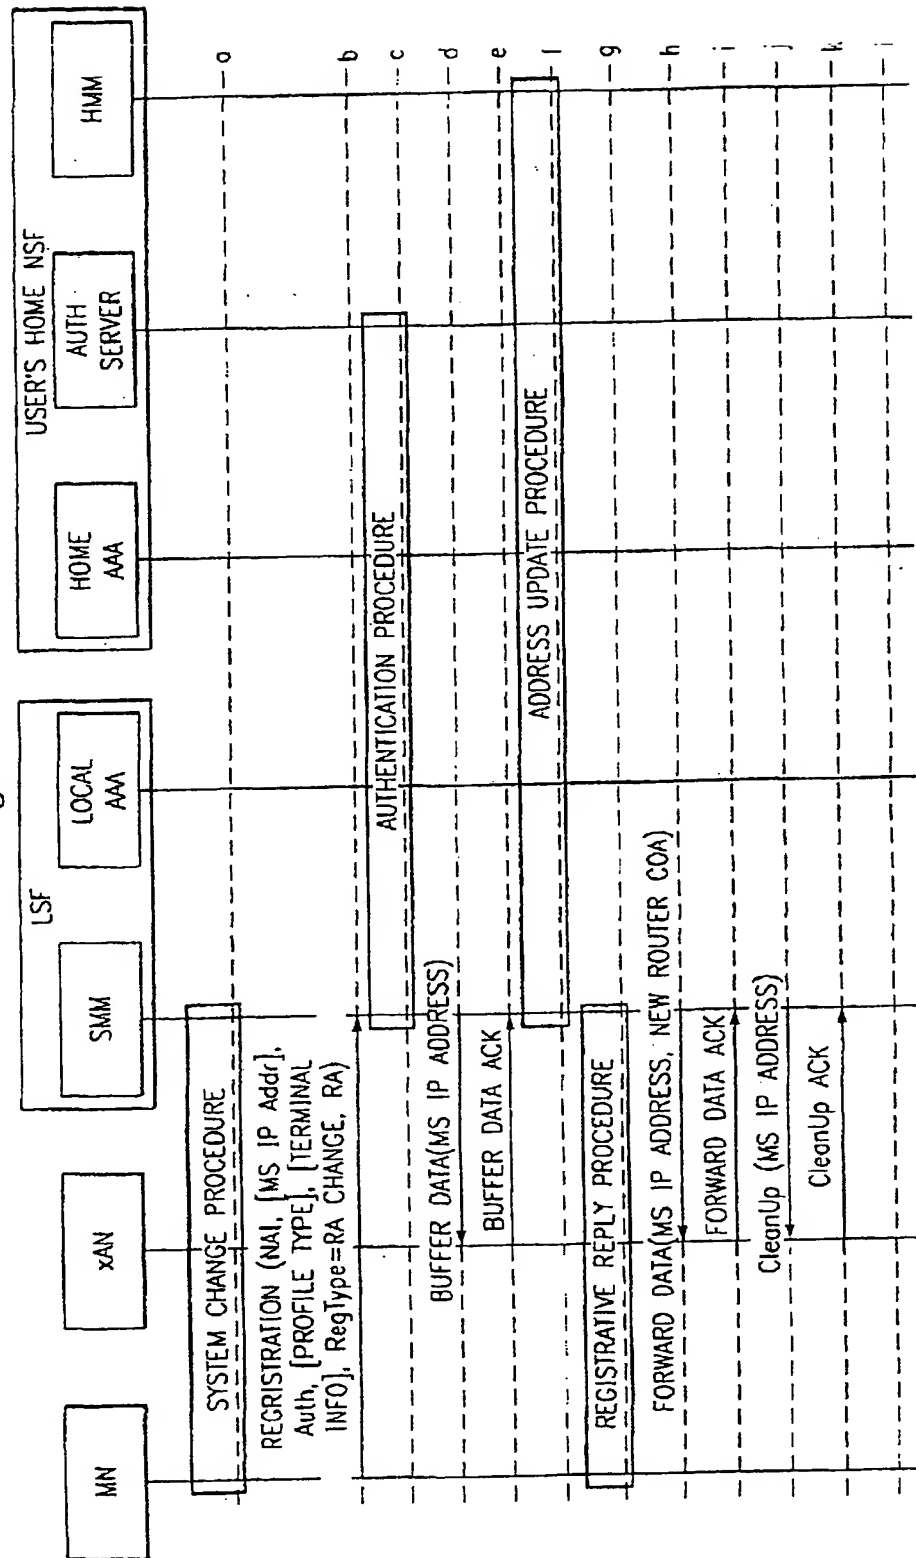 MN
xAN
LSF
SMM
LOCAL
AAA
USER'S HOME NSF
HOME
AAA
AUTH
SERVER
HMM
SYSTEM CHANGE PROCEDURE
a
REGRISTRATION (NAI, [MS IP Addr],
Auth, [PROFILE TYPE], [TERMINAL
INFO], RegType=RA CHANGE, RA)
b
AUTHENTICATION PROCEDURE
c
BUFFER DATA(MS IP ADDRESS)
d
BUFFER DATA ACK
e
ADDRESS UPDATE PROCEDURE
f
REGISTRATIVE REPLY PROCEDURE
g
FORWARD DATA(MS IP ADDRESS, NEW ROUTER COA)
h
FORWARD DATA ACK
i
CleanUp (MS IP ADDRESS)
j
CleanUp ACK
k